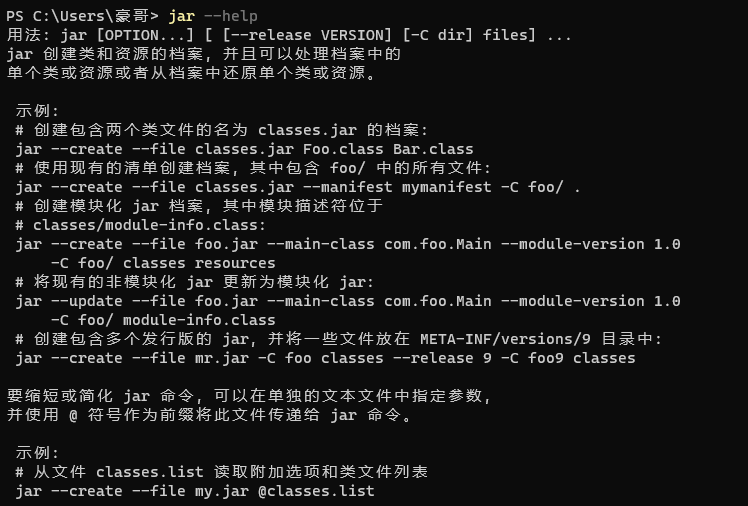 PS C:\Users\豪哥> jar --help
用法: jar [OPTION...] [ [--release VERSION] [-C dir] files] ...
jar 创建类和资源的档案, 并且可以处理档案中的
单个类或资源或者从档案中还原单个类或资源。
示例:
# 创建包含两个类文件的名为 classes.jar 的档案:
jar --create --file classes.jar Foo.class Bar.class
# 使用现有的清单创建档案, 其中包含 foo/ 中的所有文件:
jar --create --file classes.jar --manifest mymanifest -C foo/ .
# 创建模块化 jar 档案, 其中模块描述符位于
# classes/module-info.class:
jar --create --file foo.jar --main-class com.foo.Main --module-version 1.0
-C foo/ classes resources
# 将现有的非模块化 jar 更新为模块化 jar:
jar --update --file foo.jar --main-class com.foo.Main --module-version 1.0
-C foo/ module-info.class
# 创建包含多个发行版的 jar, 并将一些文件放在 META-INF/versions/9 目录中:
jar --create --file mr.jar -C foo classes --release 9 -C foo9 classes
要缩短或简化 jar 命令, 可以在单独的文本文件中指定参数,
并使用 @ 符号作为前缀将此文件传递给 jar 命令。
示例:
# 从文件 classes.list 读取附加选项和类文件列表
jar --create --file my.jar @classes.list